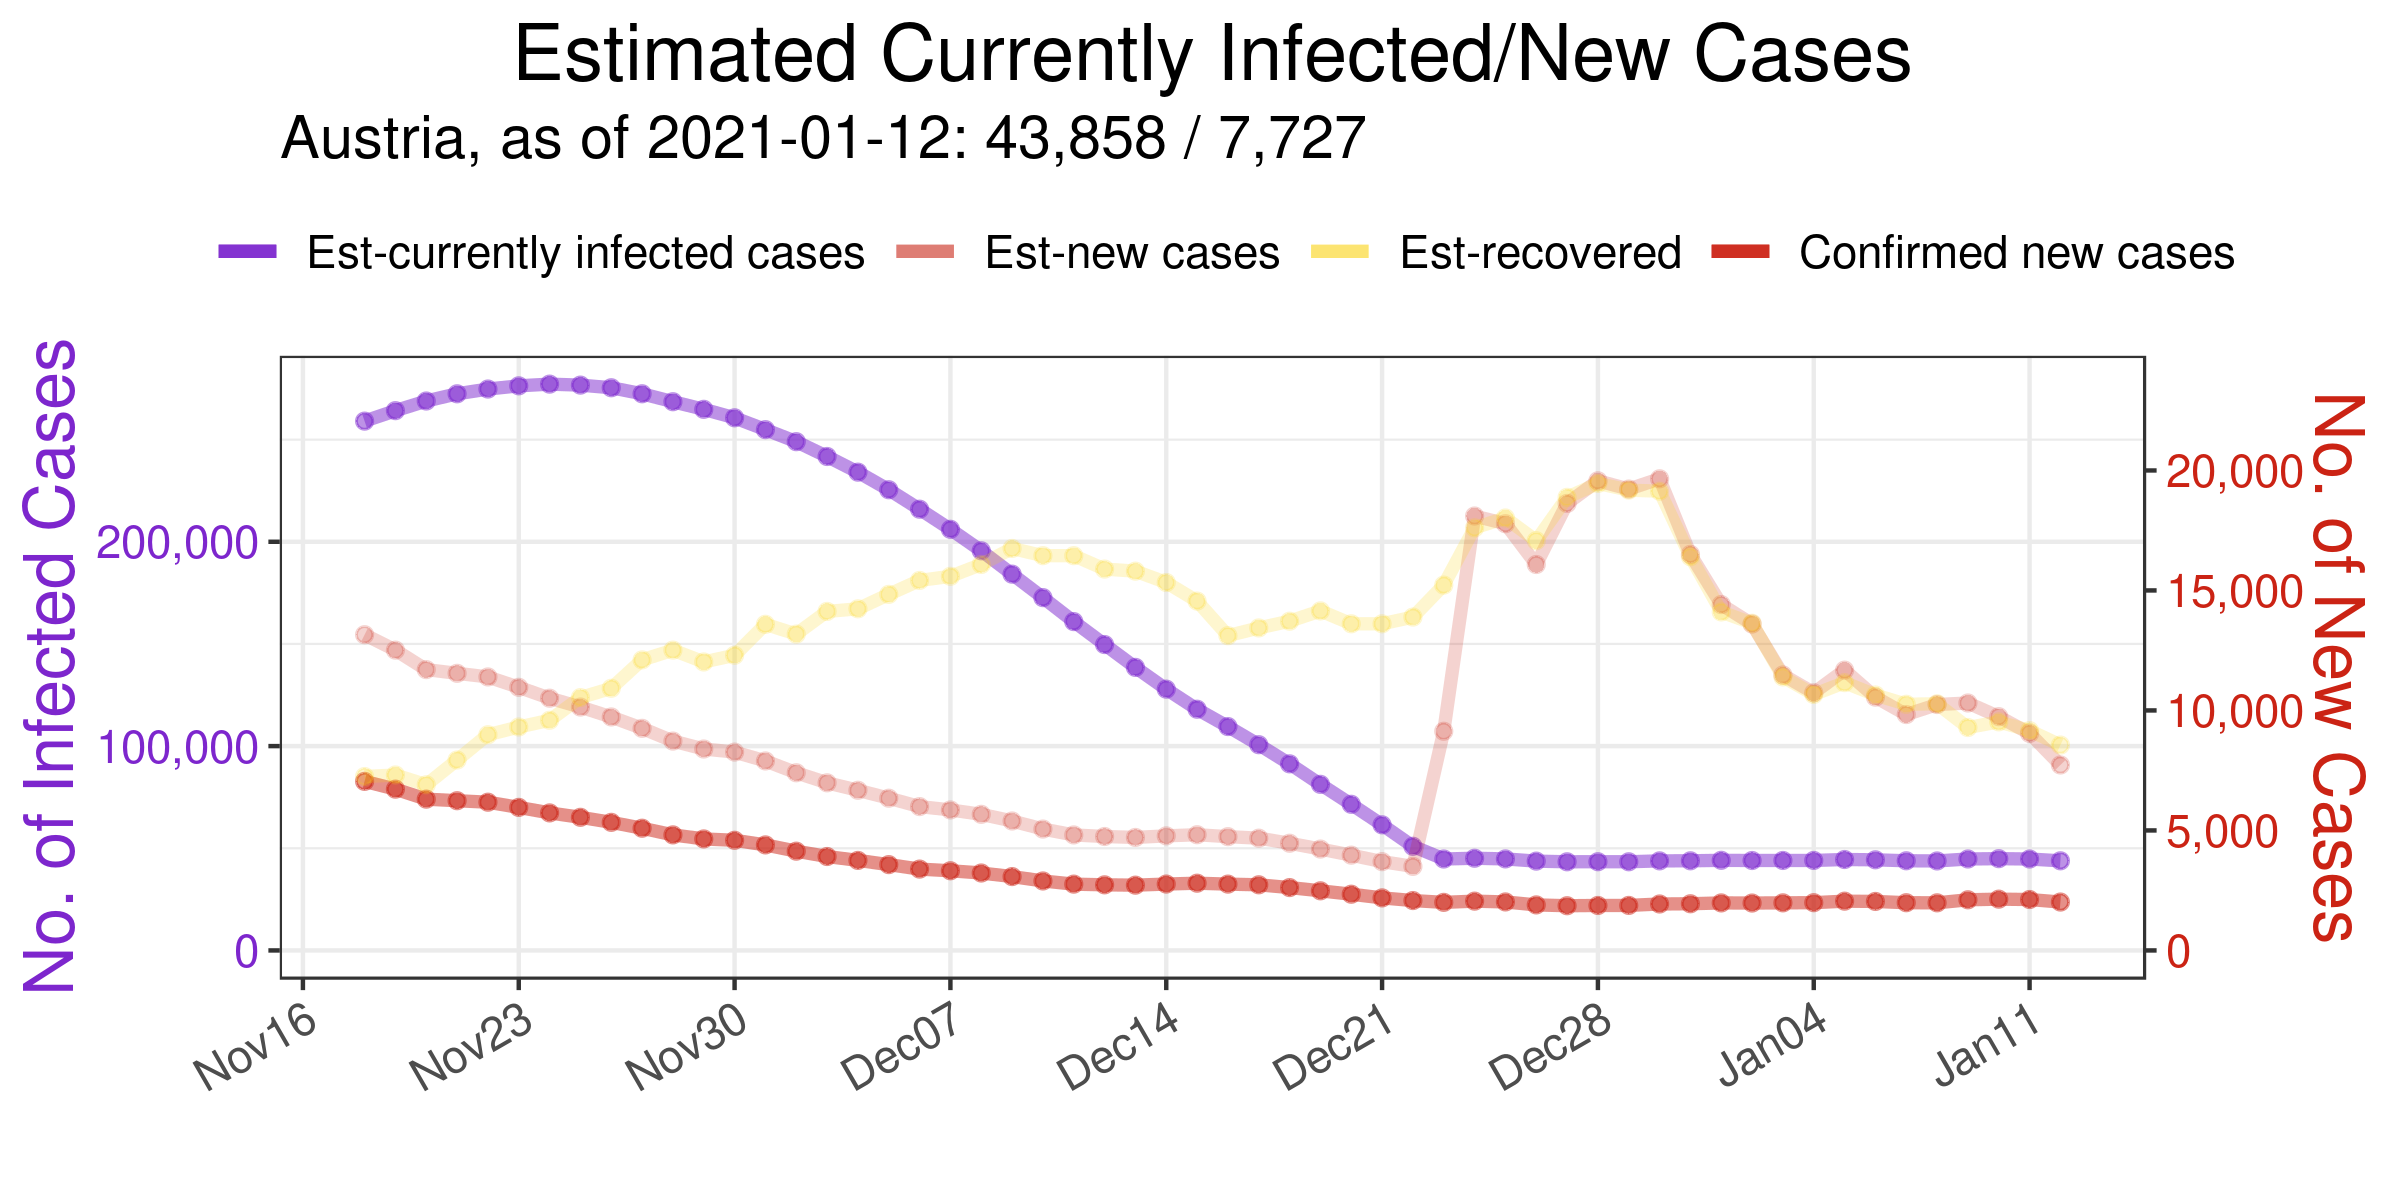 Estimated Currently Infected/New Cases
Austria, as of 2021-01-12: 43,858 / 7,727
Est-currently infected cases Est-new cases Est-recovered Confirmed new cases
No. of Infected Cases
200,000
100,000
0
20,000
15,000
10,000
5,000
0
No. of New Cases
Nov16 Nov23 Nov30 Dec07 Dec14 Dec21 Dec28 Jan04 Jan11